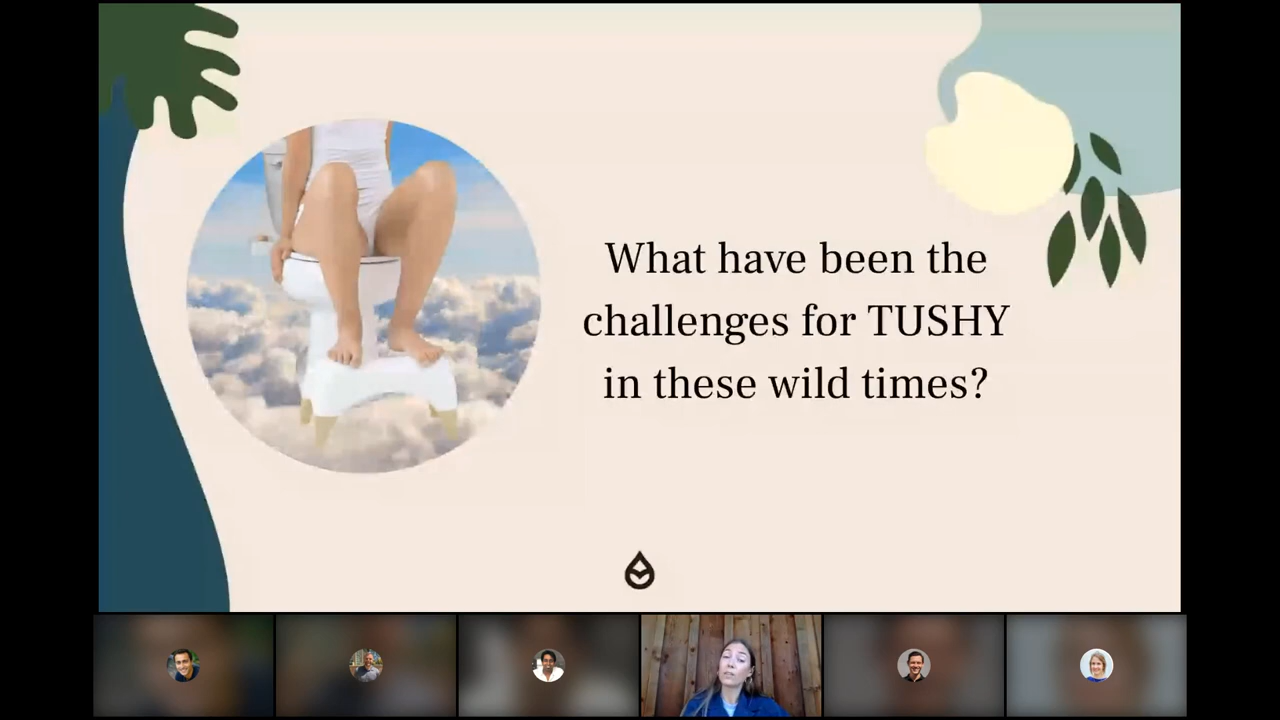 What have been the
challenges for TUSHY
in these wild times?